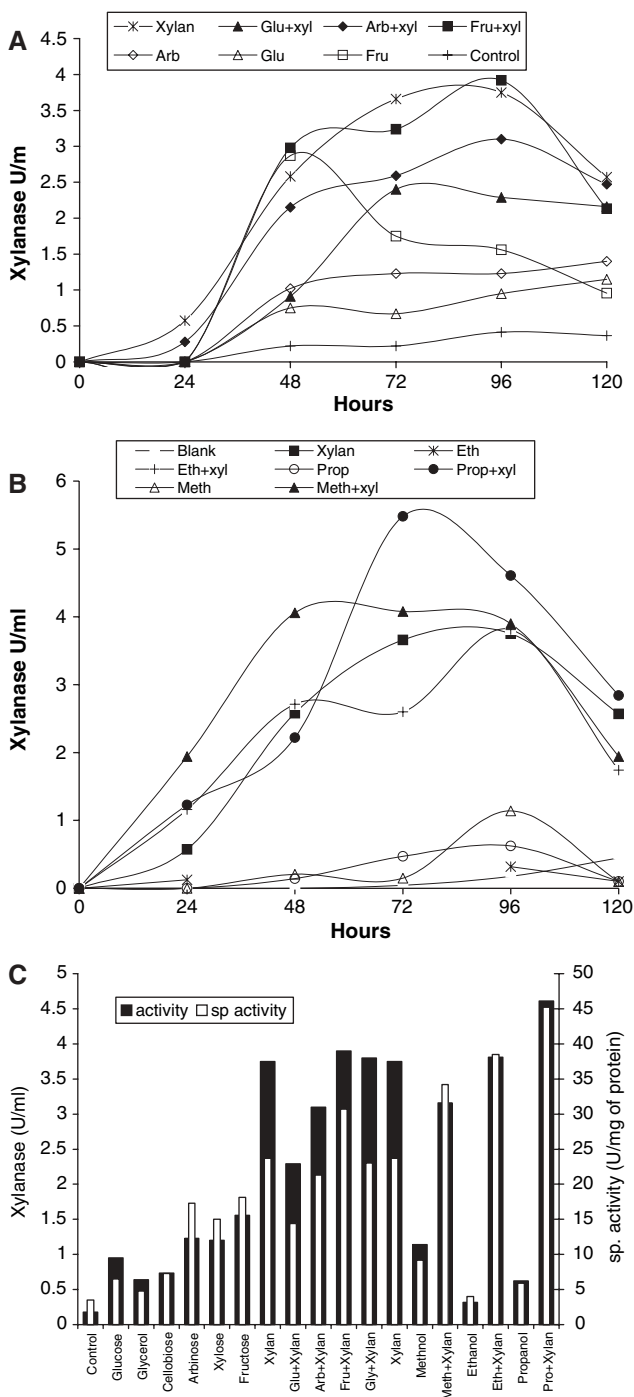 A
Xylan Glu+xyl Arb+xyl Fru+xyl
Arb Glu Fru Control
Xylanase U/m
4.5
4
3.5
3
2.5
2
1.5
1
0.5
0
0 24 48 72 96 120
Hours
B
Blank Xylan Eth
Eth+xyl Prop Prop+xyl
Meth Meth+xyl
Xylanase U/ml
6
5
4
3
2
1
0
0 24 48 72 96 120
Hours
C
activity sp activity
Xylanase (U/ml)
5
4.5
4
3.5
3
2.5
2
1.5
1
0.5
0
50
45
40
35
30
25
20
15
10
5
0
sp. activity (U/mg of protein)
Control
Glucose
Glycerol
Cellobiose
Arbinose
Xylose
Fructose
Xylan
Glu+Xylan
Arb+Xylan
Fru+Xylan
Gly+Xylan
Xylan
Methnol
Meth+Xylan
Ethanol
Eth+Xylan
Propanol
Pro+Xylan